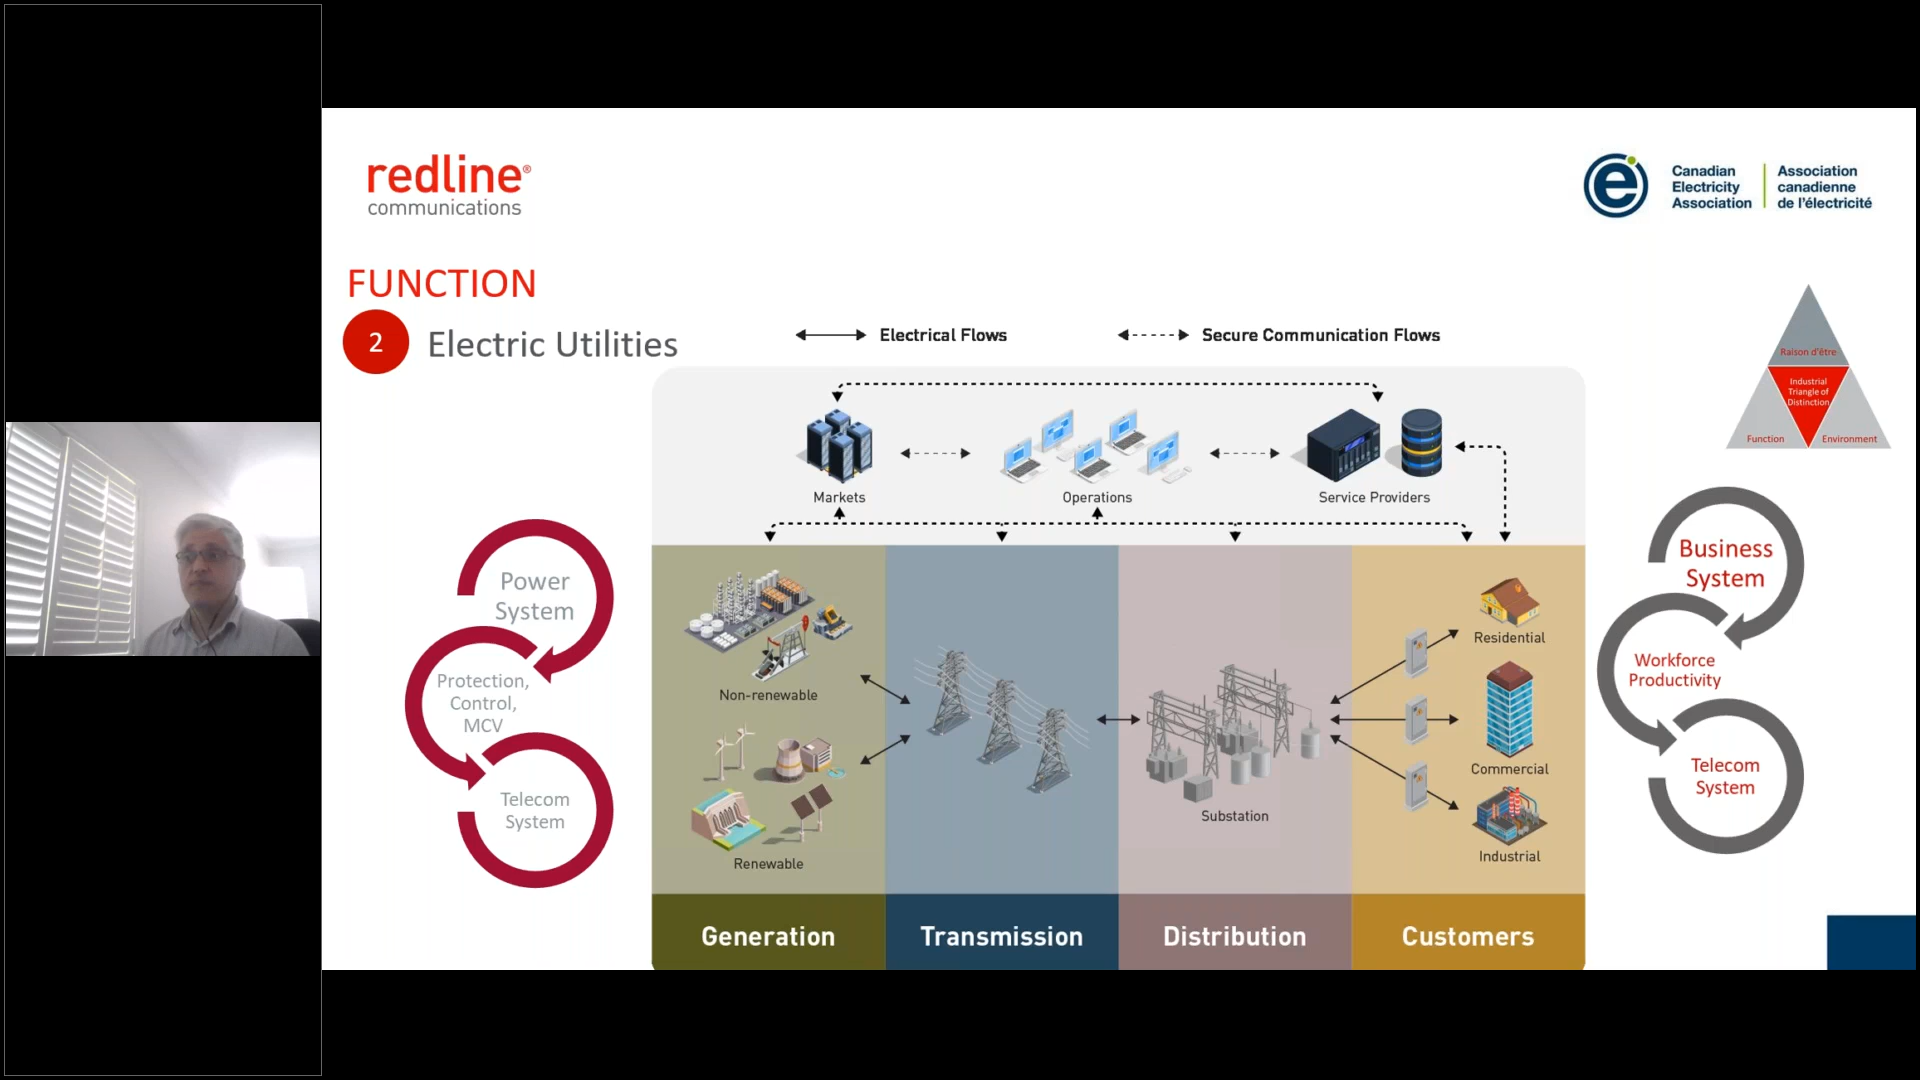 redline®
communications
Canadian
Electricity
Association
Association
canadienne
de l'électricité
FUNCTION
2
Electric Utilities
Electrical Flows
Secure Communication Flows
Raison d'être
Industrial
Triangle of
Distinction
Function
Environment
Markets
Operations
Service Providers
Power
System
Protection,
Control,
MCV
Telecom
System
Non-renewable
Renewable
Substation
Residential
Commercial
Industrial
Business
System
Workforce
Productivity
Telecom
System
Generation
Transmission
Distribution
Customers